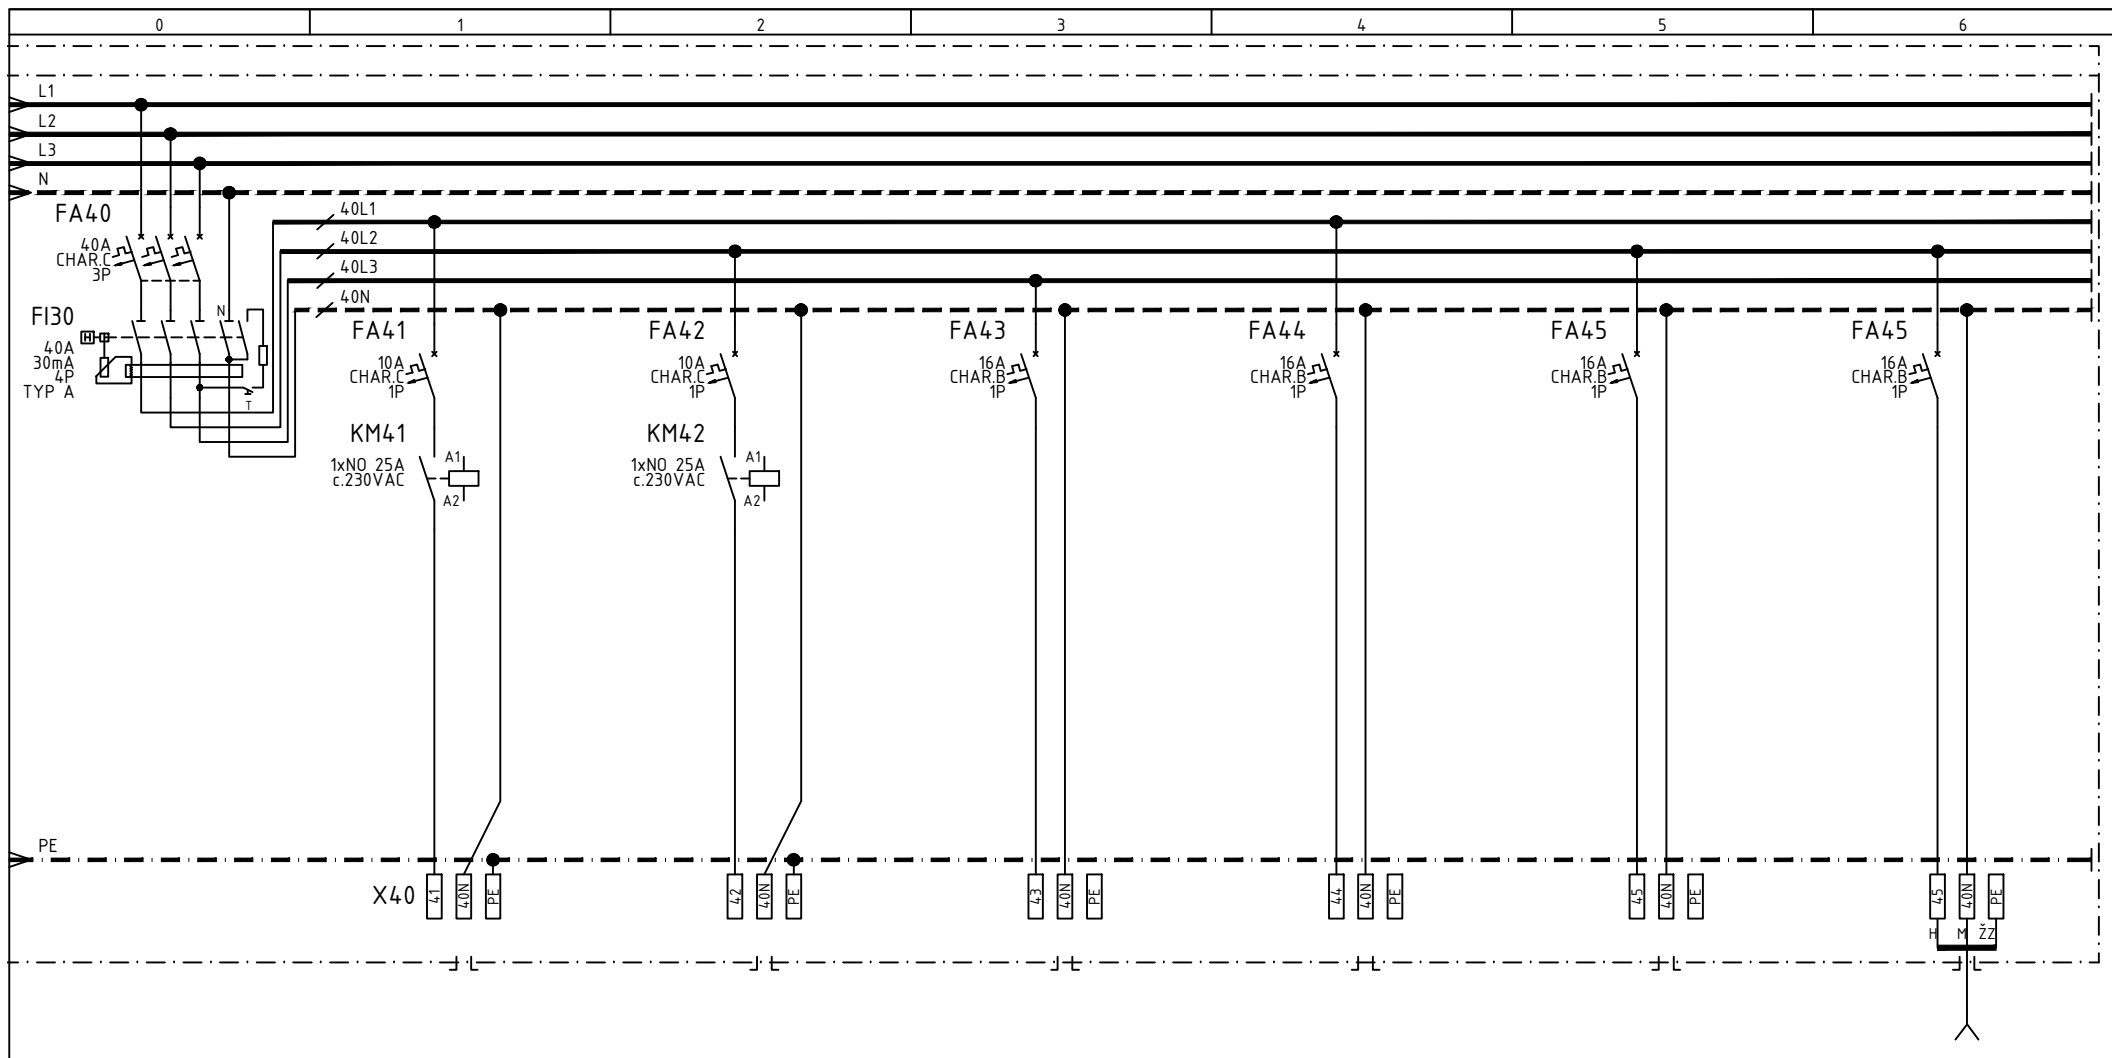 0 1 2 3 4 5 6
L1
L2
L3
N
FA40
40A
CHAR.C
3P
40L1
40L2
40L3
40N
FI30
40A
30mA
4P
TYP A
N
T
FA41
10A
CHAR.C
1P
KM41
1xNO 25A
c.230VAC
A1
A2
FA42
10A
CHAR.C
1P
KM42
1xNO 25A
c.230VAC
A1
A2
FA43
16A
CHAR.B
1P
FA44
16A
CHAR.B
1P
FA45
16A
CHAR.B
1P
FA45
16A
CHAR.B
1P
PE
X40
41 40N PE
42 40N PE
43 40N PE
44 40N PE
45 40N PE
45 40N PE
H M ŽZ